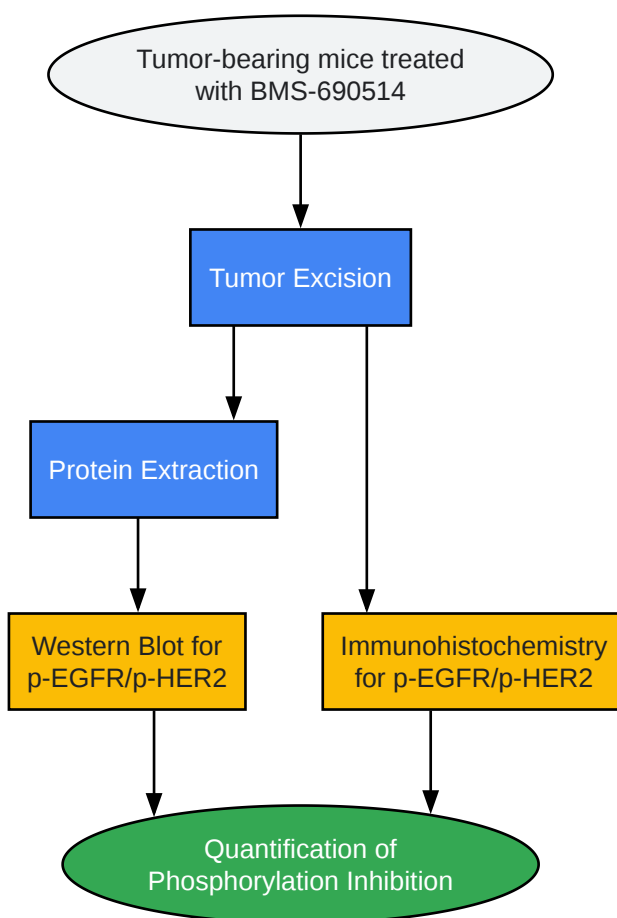 Tumor-bearing mice treated
with BMS-690514
Tumor Excision
Protein Extraction
Western Blot for
p-EGFR/p-HER2
Immunohistochemistry
for p-EGFR/p-HER2
Quantification of
Phosphorylation Inhibition